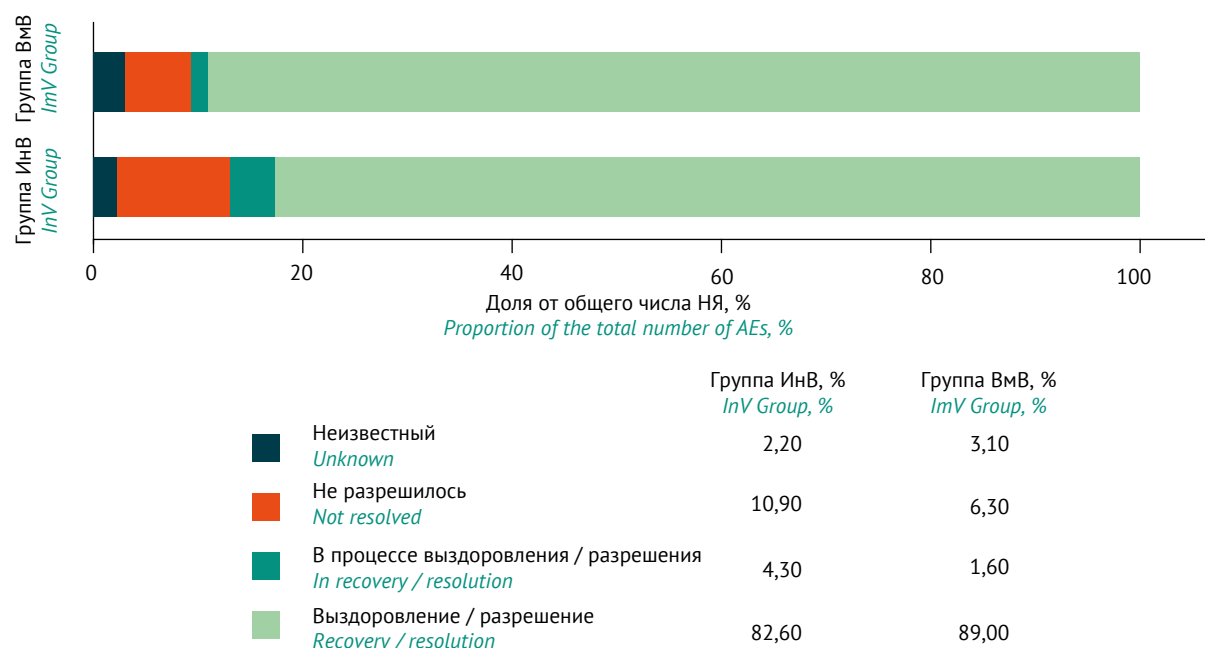 Группа ВмВ
ImV Group
Группа ИнВ
InV Group
0 20 40 60 80 100
Доля от общего числа НЯ, %
Proportion of the total number of AEs, %
Группа ИнВ, % Группа ВмВ, %
InV Group, % ImV Group, %
Неизвестный 2,20 3,10
Unknown
Не разрешилось 10,90 6,30
Not resolved
В процессе выздоровления / разрешения 4,30 1,60
In recovery / resolution
Выздоровление / разрешение 82,60 89,00
Recovery / resolution